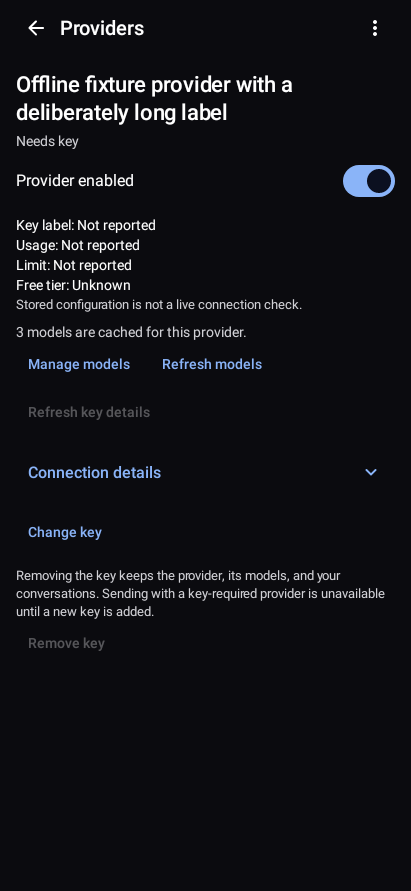 Providers
Offline fixture provider with a
deliberately long label
Needs key
Provider enabled
Key label: Not reported
Usage: Not reported
Limit: Not reported
Free tier: Unknown
Stored configuration is not a live connection check.
3 models are cached for this provider.
Manage models Refresh models
Refresh key details
Connection details
Change key
Removing the key keeps the provider, its models, and your
conversations. Sending with a key-required provider is unavailable
until a new key is added.
Remove key